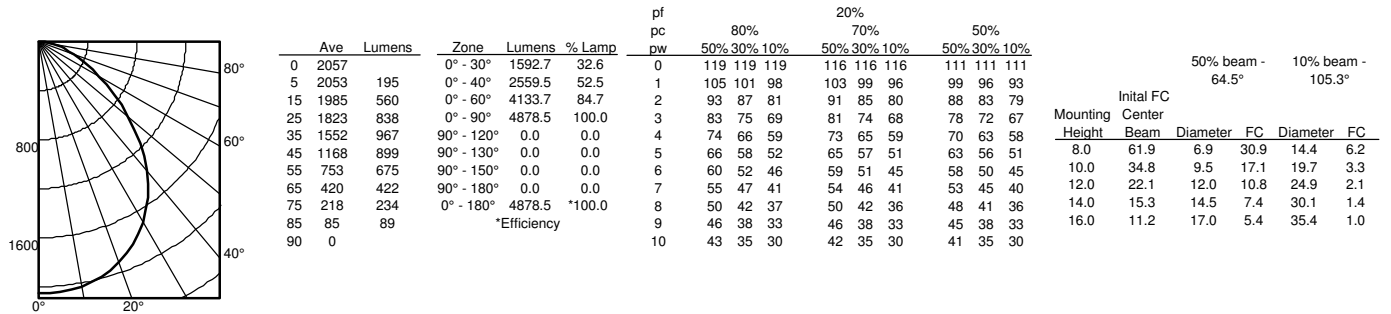 800
1600
0°
20°
40°
60°
80°
Ave Lumens
0 2057
5 2053 195
15 1985 560
25 1823 838
35 1552 967
45 1168 899
55 753 675
65 420 422
75 218 234
85 85 89
90 0
Zone Lumens % Lamp
0° - 30° 1592.7 32.6
0° - 40° 2559.5 52.5
0° - 60° 4133.7 84.7
0° - 90° 4878.5 100.0
90° - 120° 0.0 0.0
90° - 130° 0.0 0.0
90° - 150° 0.0 0.0
90° - 180° 0.0 0.0
0° - 180° 4878.5 *100.0
*Efficiency
pf 20%
pc 80% 70% 50%
pw 50% 30% 10% 50% 30% 10% 50% 30% 10%
0 119 119 119 116 116 116 111 111 111
1 105 101 98 103 99 96 99 96 93
2 93 87 81 91 85 80 88 83 79
3 83 75 69 81 74 68 78 72 67
4 74 66 59 73 65 59 70 63 58
5 66 58 52 65 57 51 63 56 51
6 60 52 46 59 51 45 58 50 45
7 55 47 41 54 46 41 53 45 40
8 50 42 37 50 42 36 48 41 36
9 46 38 33 46 38 33 45 38 33
10 43 35 30 42 35 30 41 35 30
50% beam - 10% beam -
64.5° 105.3°
Inital FC
Mounting Center
Height Beam Diameter FC Diameter FC
8.0 61.9 6.9 30.9 14.4 6.2
10.0 34.8 9.5 17.1 19.7 3.3
12.0 22.1 12.0 10.8 24.9 2.1
14.0 15.3 14.5 7.4 30.1 1.4
16.0 11.2 17.0 5.4 35.4 1.0